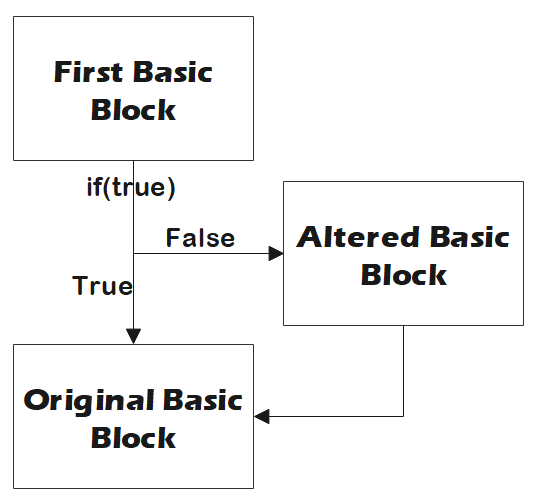 First Basic
Block
if(true)
False
Altered Basic
Block
True
Original Basic
Block